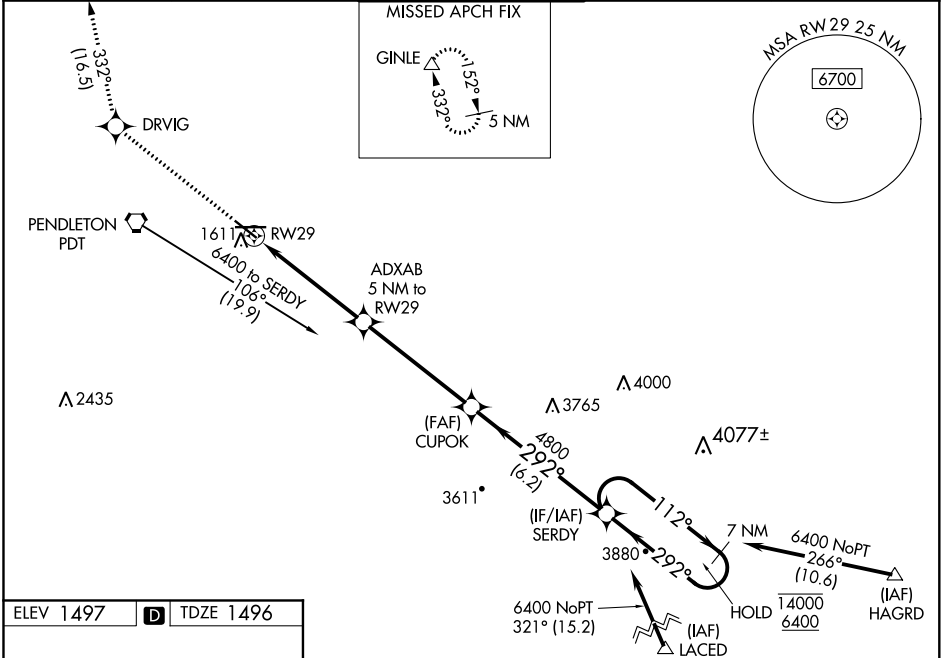 MISSED APCH FIX
GINLE
152°
332°
5 NM
MSA RW29 25 NM
6700
332°
(16.5)
DRVIG
PENDLETON
PDT
1611
RW29
6400 to SERDY
106°
(19.9)
ADXAB
5 NM to
RW29
2435
4000
3765
4077±
(FAF)
CUPOK
4800
292°
(6.2)
3611
(IF/IAF)
SERDY
112°
7 NM
3880
292°
6400 NoPT
266°
(10.6)
(IAF)
HAGRD
HOLD
14000
6400
6400 NoPT
321° (15.2)
(IAF)
LACED
ELEV 1497
D
TDZE 1496